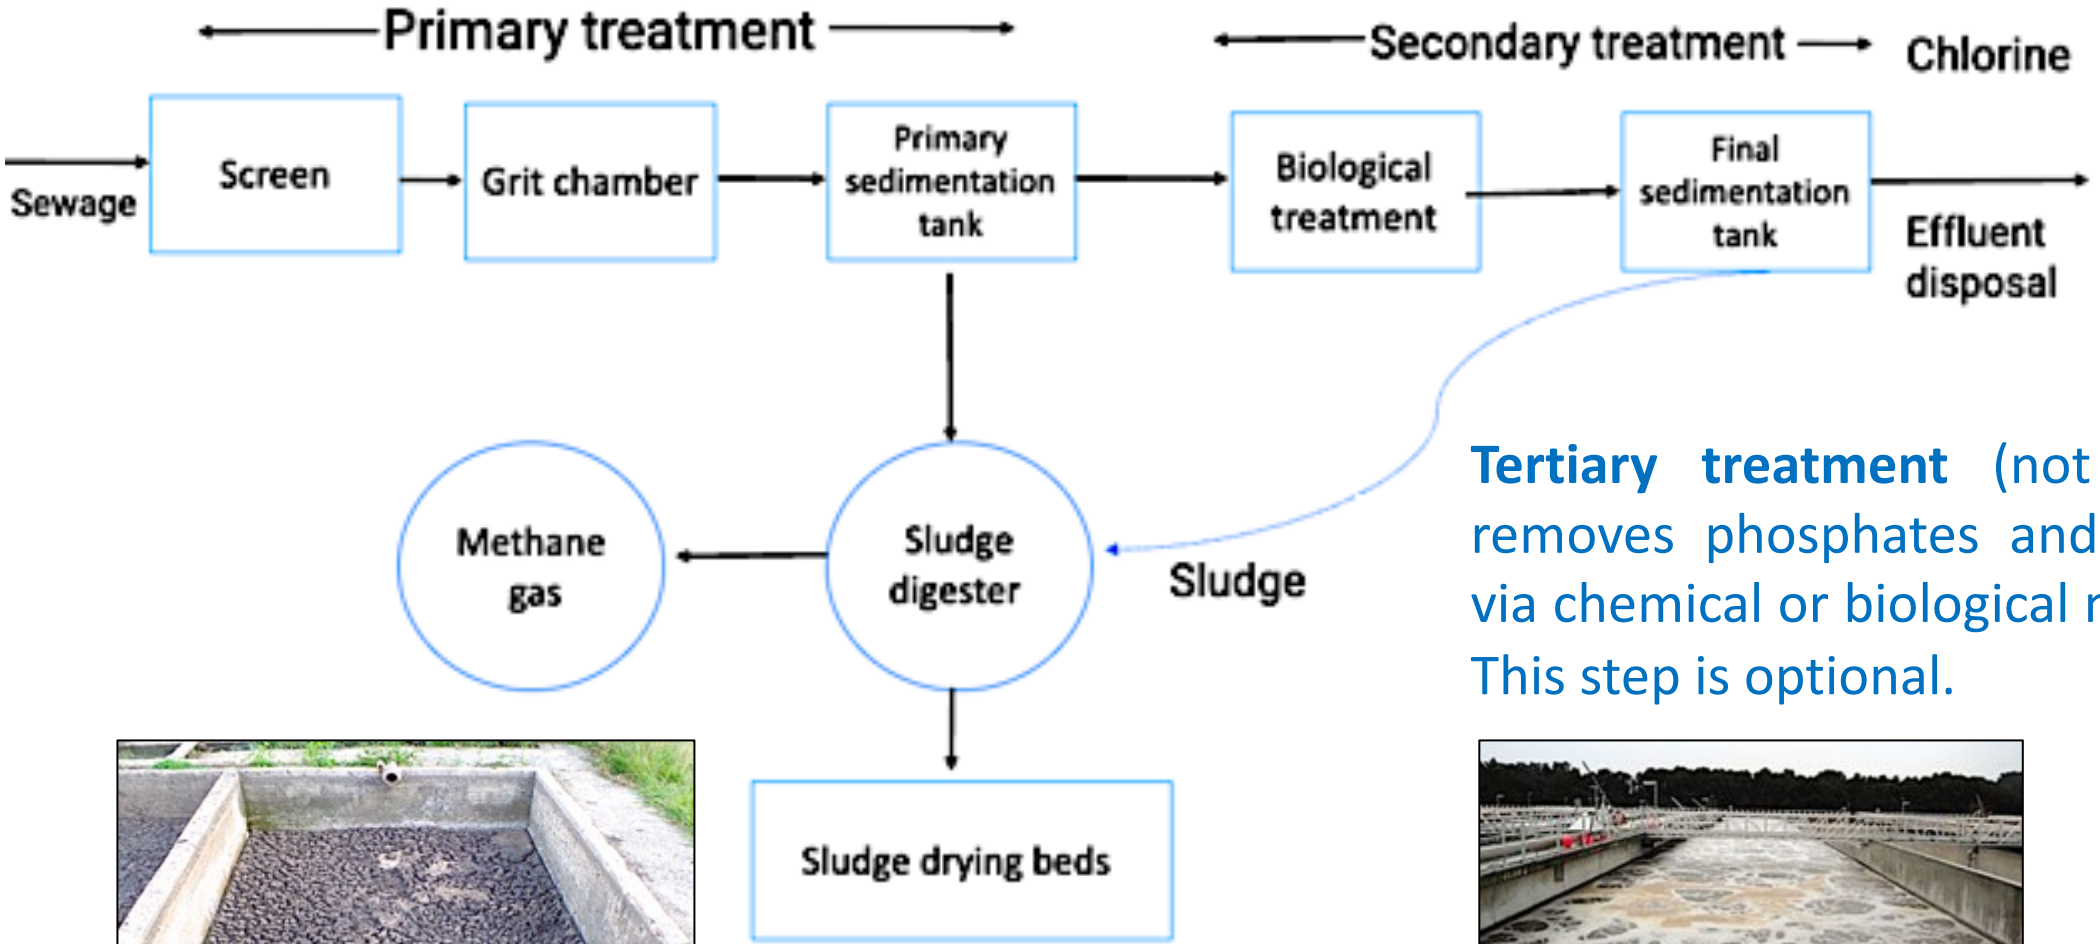 Primary treatment
Secondary treatment
Chlorine
Sewage
Screen
Grit chamber
Primary
sedimentation
tank
Biological
treatment
Final
sedimentation
tank
Effluent
disposal
Methane
gas
Sludge
digester
Sludge
Tertiary treatment (not
removes phosphates and
via chemical or biological
This step is optional.
Sludge drying beds